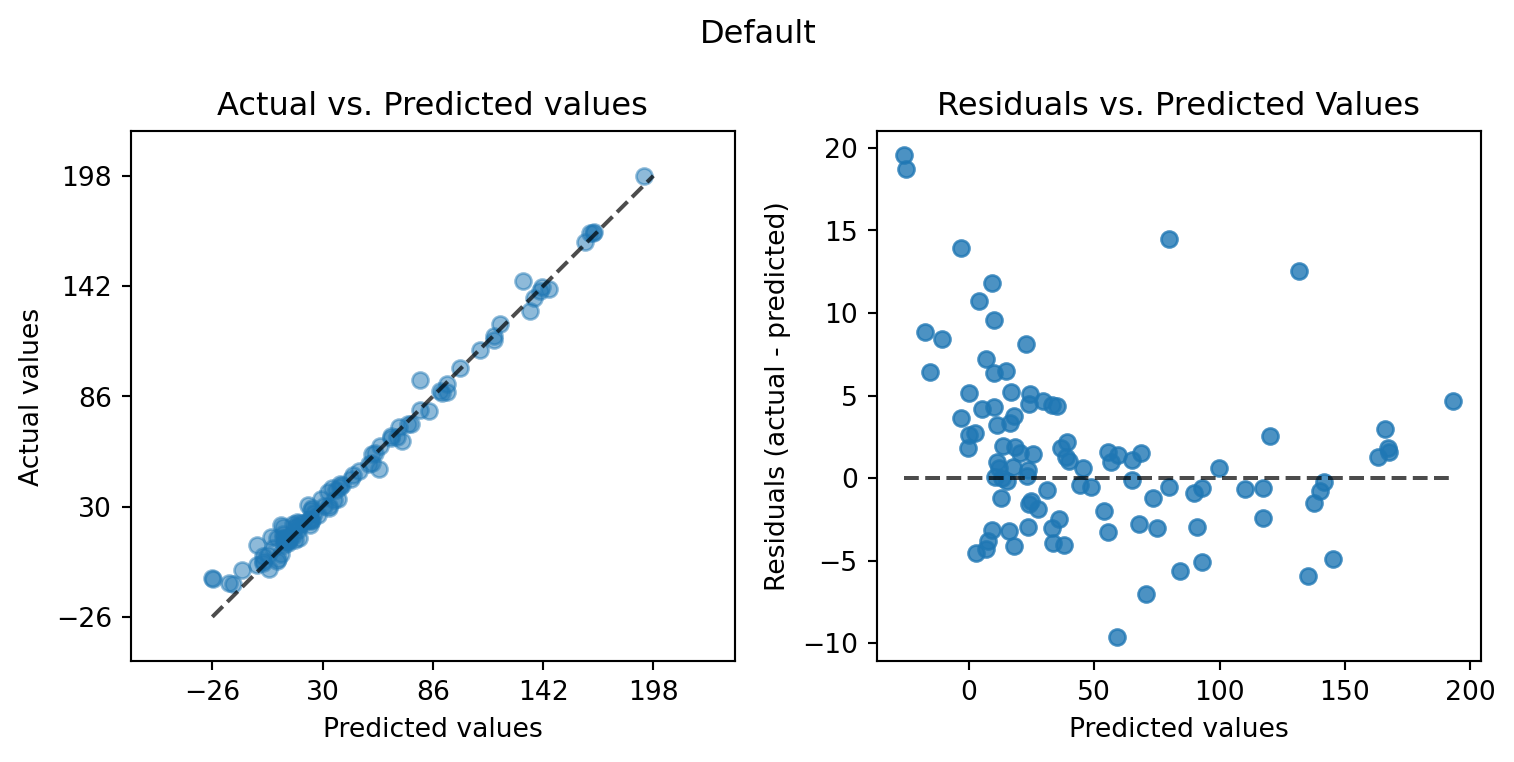 Default
Actual vs. Predicted values
Actual values
198
142
86
30
−26
−26 30 86 142 198
Predicted values
Residuals vs. Predicted Values
Residuals (actual - predicted)
20
15
10
5
0
−5
−10
0 50 100 150 200
Predicted values